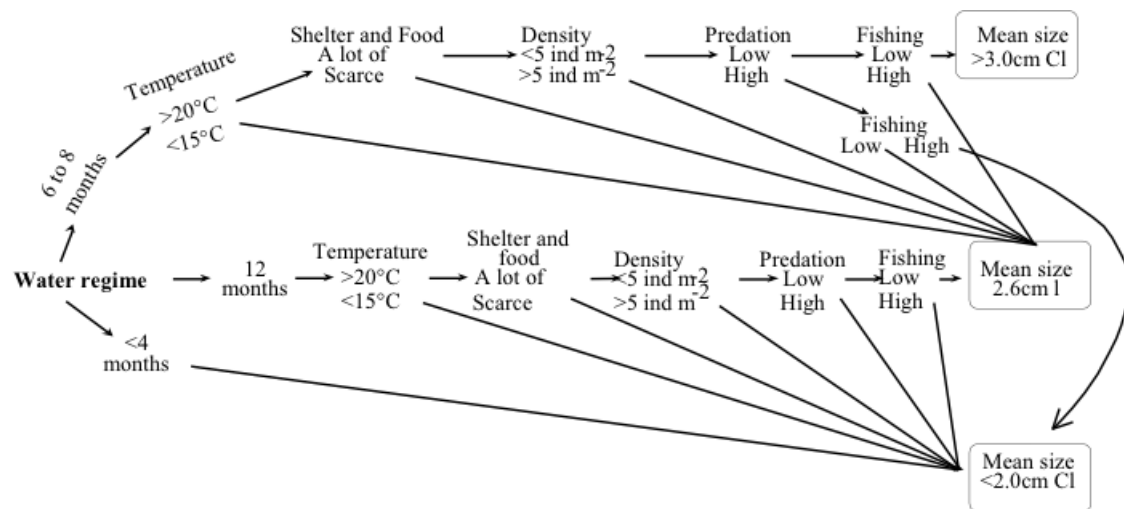 Shelter and Food
A lot of
Scarce
Density
<5 ind m-2
>5 ind m-2
Predation
Low
High
Fishing
Low
High
Mean size
>3.0cm Cl
Temperature
>20°C
<15°C
Fishing
Low High
6 to 8
months
Water regime
12
months
Temperature
>20°C
<15°C
Shelter and
food
A lot of
Scarce
Density
<5 ind m-2
>5 ind m-2
Predation
Low
High
Fishing
Low
High
Mean size
2.6cm l
<4
months
Mean size
<2.0cm Cl